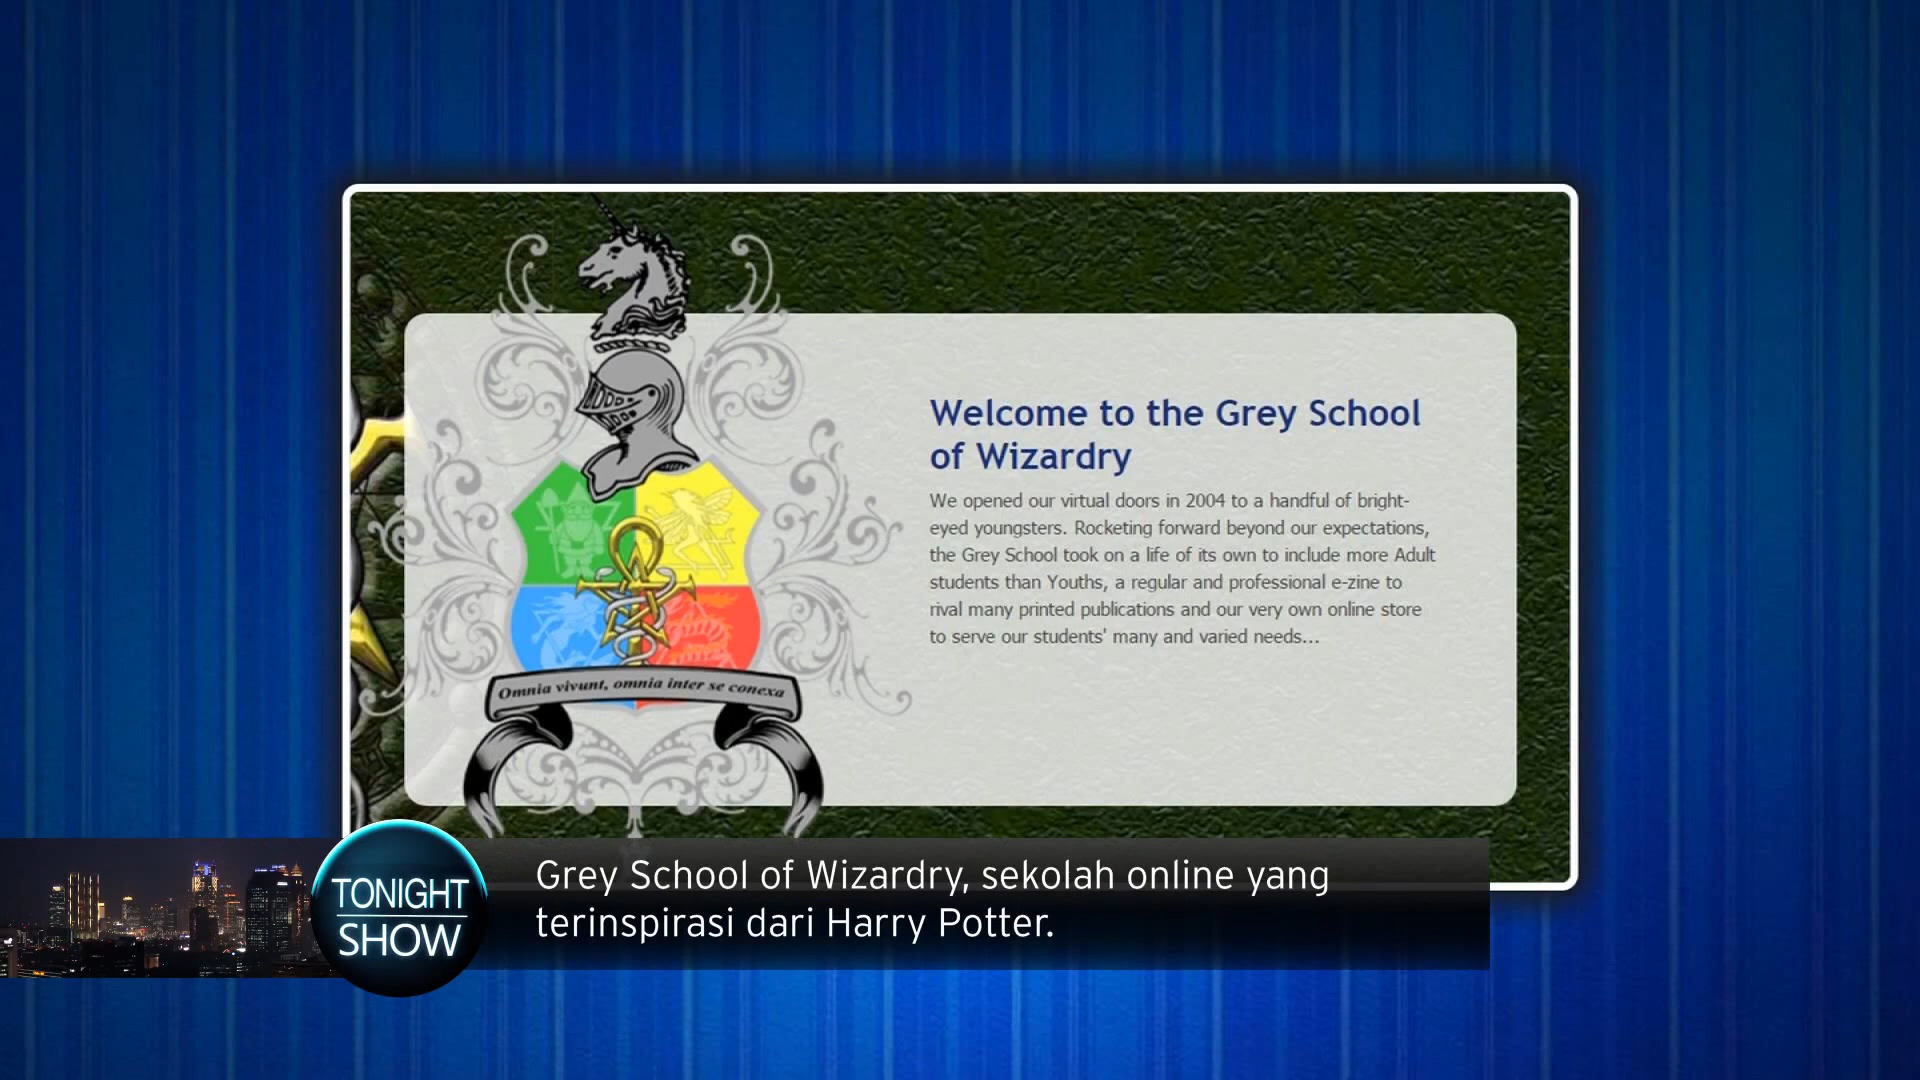 Welcome to the Grey School
of Wizardry
We opened our virtual doors in 2004 to a handful of bright-
eyed youngsters. Rocketing forward beyond our expectations,
the Grey School took on a life of its own to include more Adult
students than Youths, a regular and professional e-zine to
rival many printed publications and our very own online store
to serve our students' many and varied needs...
Omnia vivunt, omnia inter se conexa
TONIGHT
SHOW
Grey School of Wizardry, sekolah online yang
terinspirasi dari Harry Potter.